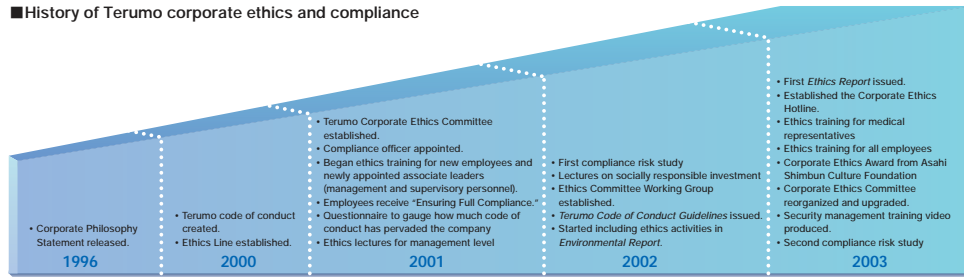 ■History of Terumo corporate ethics and compliance
• Corporate Philosophy
Statement released.
1996
• Terumo code of conduct
created.
• Ethics Line established.
2000
• Terumo Corporate Ethics Committee
established.
• Compliance officer appointed.
• Began ethics training for new employees and
newly appointed associate leaders
(management and supervisory personnel).
• Employees receive “Ensuring Full Compliance.”
• Questionnaire to gauge how much code of
conduct has pervaded the company
• Ethics lectures for management level
2001
• First compliance risk study
• Lectures on socially responsible investment
• Ethics Committee Working Group
established.
• Terumo Code of Conduct Guidelines issued.
• Started including ethics activities in
Environmental Report.
2002
• First Ethics Report issued.
• Established the Corporate Ethics
Hotline.
• Ethics training for medical
representatives
• Ethics training for all employees
• Corporate Ethics Award from Asahi
Shimbun Culture Foundation
• Corporate Ethics Committee
reorganized and upgraded.
• Security management training video
produced.
• Second compliance risk study
2003